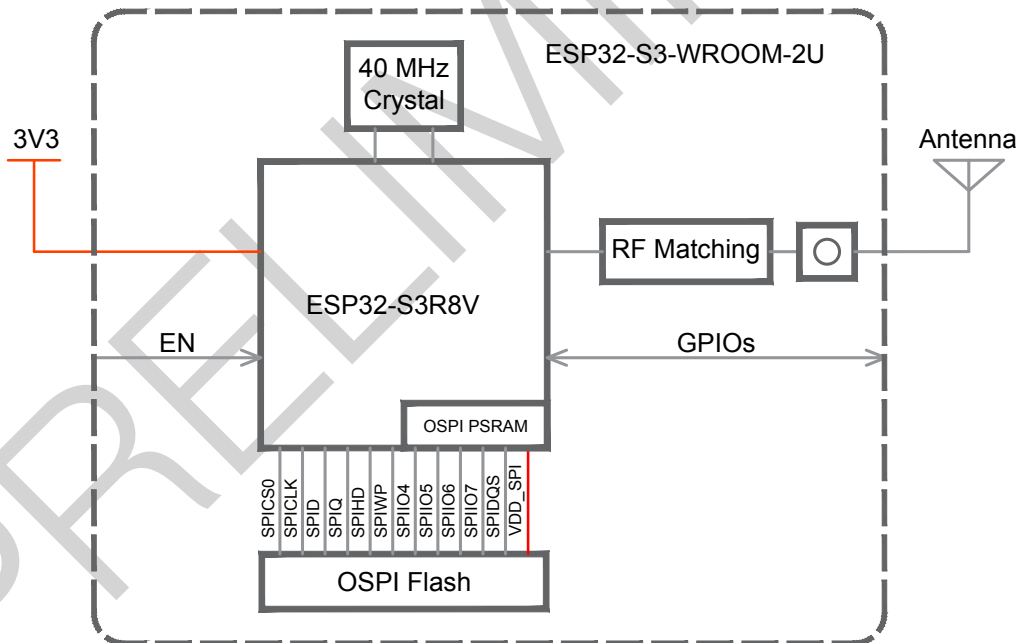 ESP32-S3-WROOM-2U
40 MHz
Crystal
3V3
Antenna
RF Matching
ESP32-S3R8V
EN
GPIOs
OSPI PSRAM
SPICS0
SPICLK
SPID
SPIQ
SPIHD
SPIWP
SPIIO4
SPIIO5
SPIIO6
SPIIO7
SPIDQS
VDD_SPI
OSPI Flash